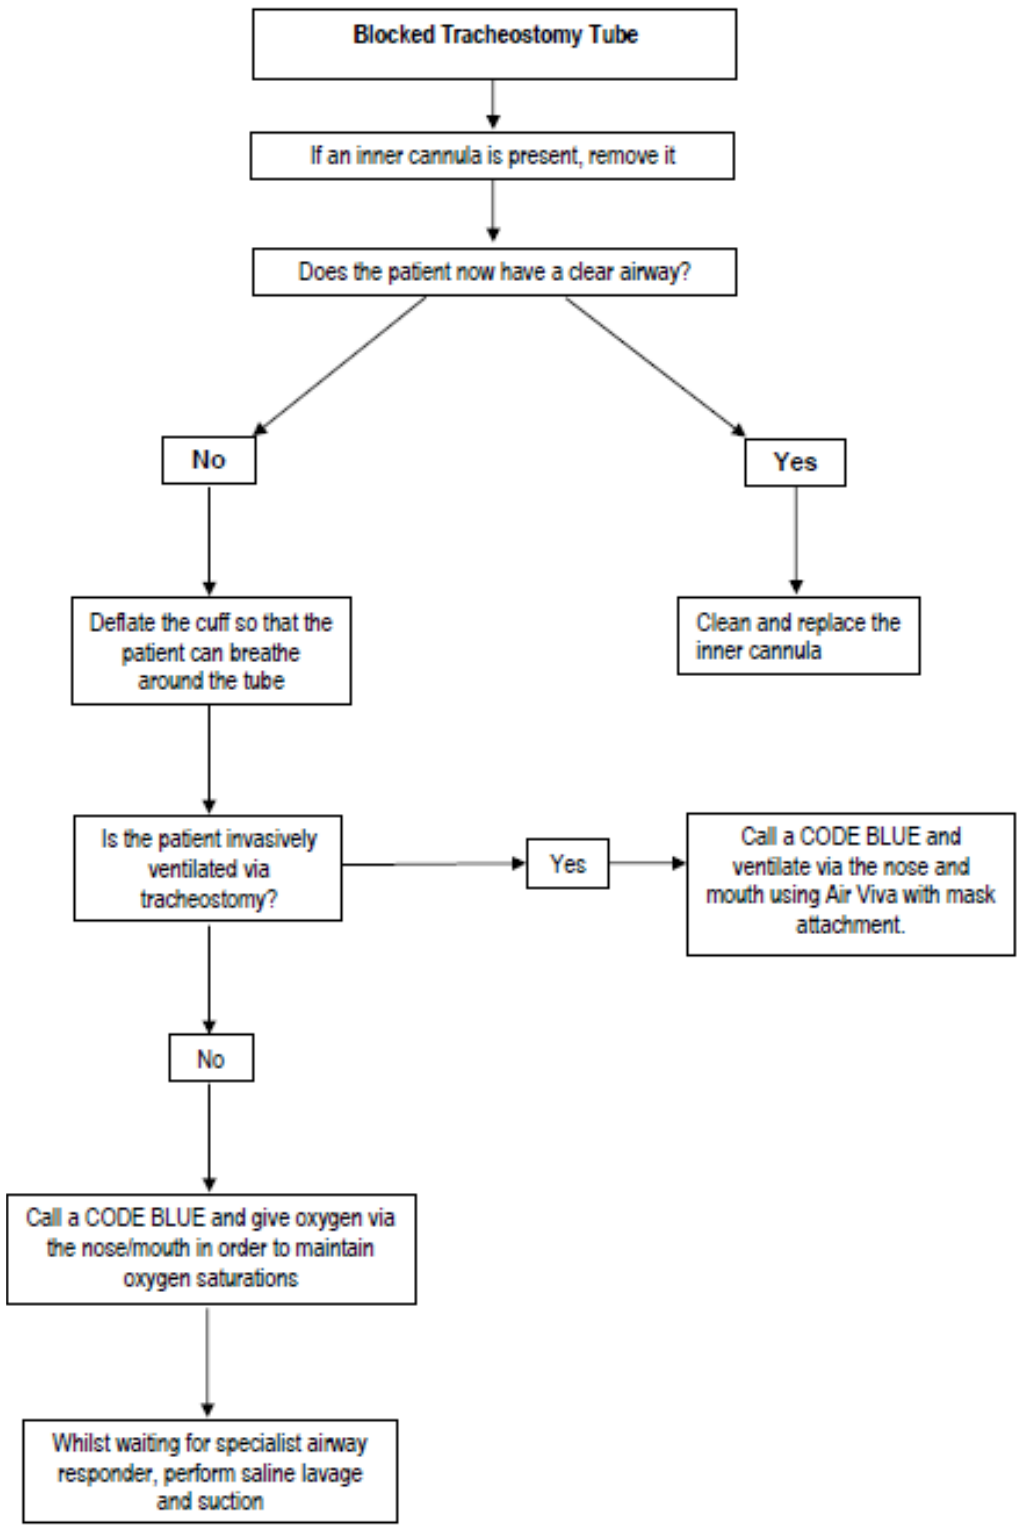 Blocked Tracheostomy Tube
If an inner cannula is present, remove it
Does the patient now have a clear airway?
No
Yes
Deflate the cuff so that the
patient can breathe
around the tube
Clean and replace the
inner cannula
Is the patient invasively
ventilated via
tracheostomy?
Yes
Call a CODE BLUE and
ventilate via the nose and
mouth using Air Viva with mask
attachment.
No
Call a CODE BLUE and give oxygen via
the nose/mouth in order to maintain
oxygen saturations
Whilst waiting for specialist airway
responder, perform saline lavage
and suction